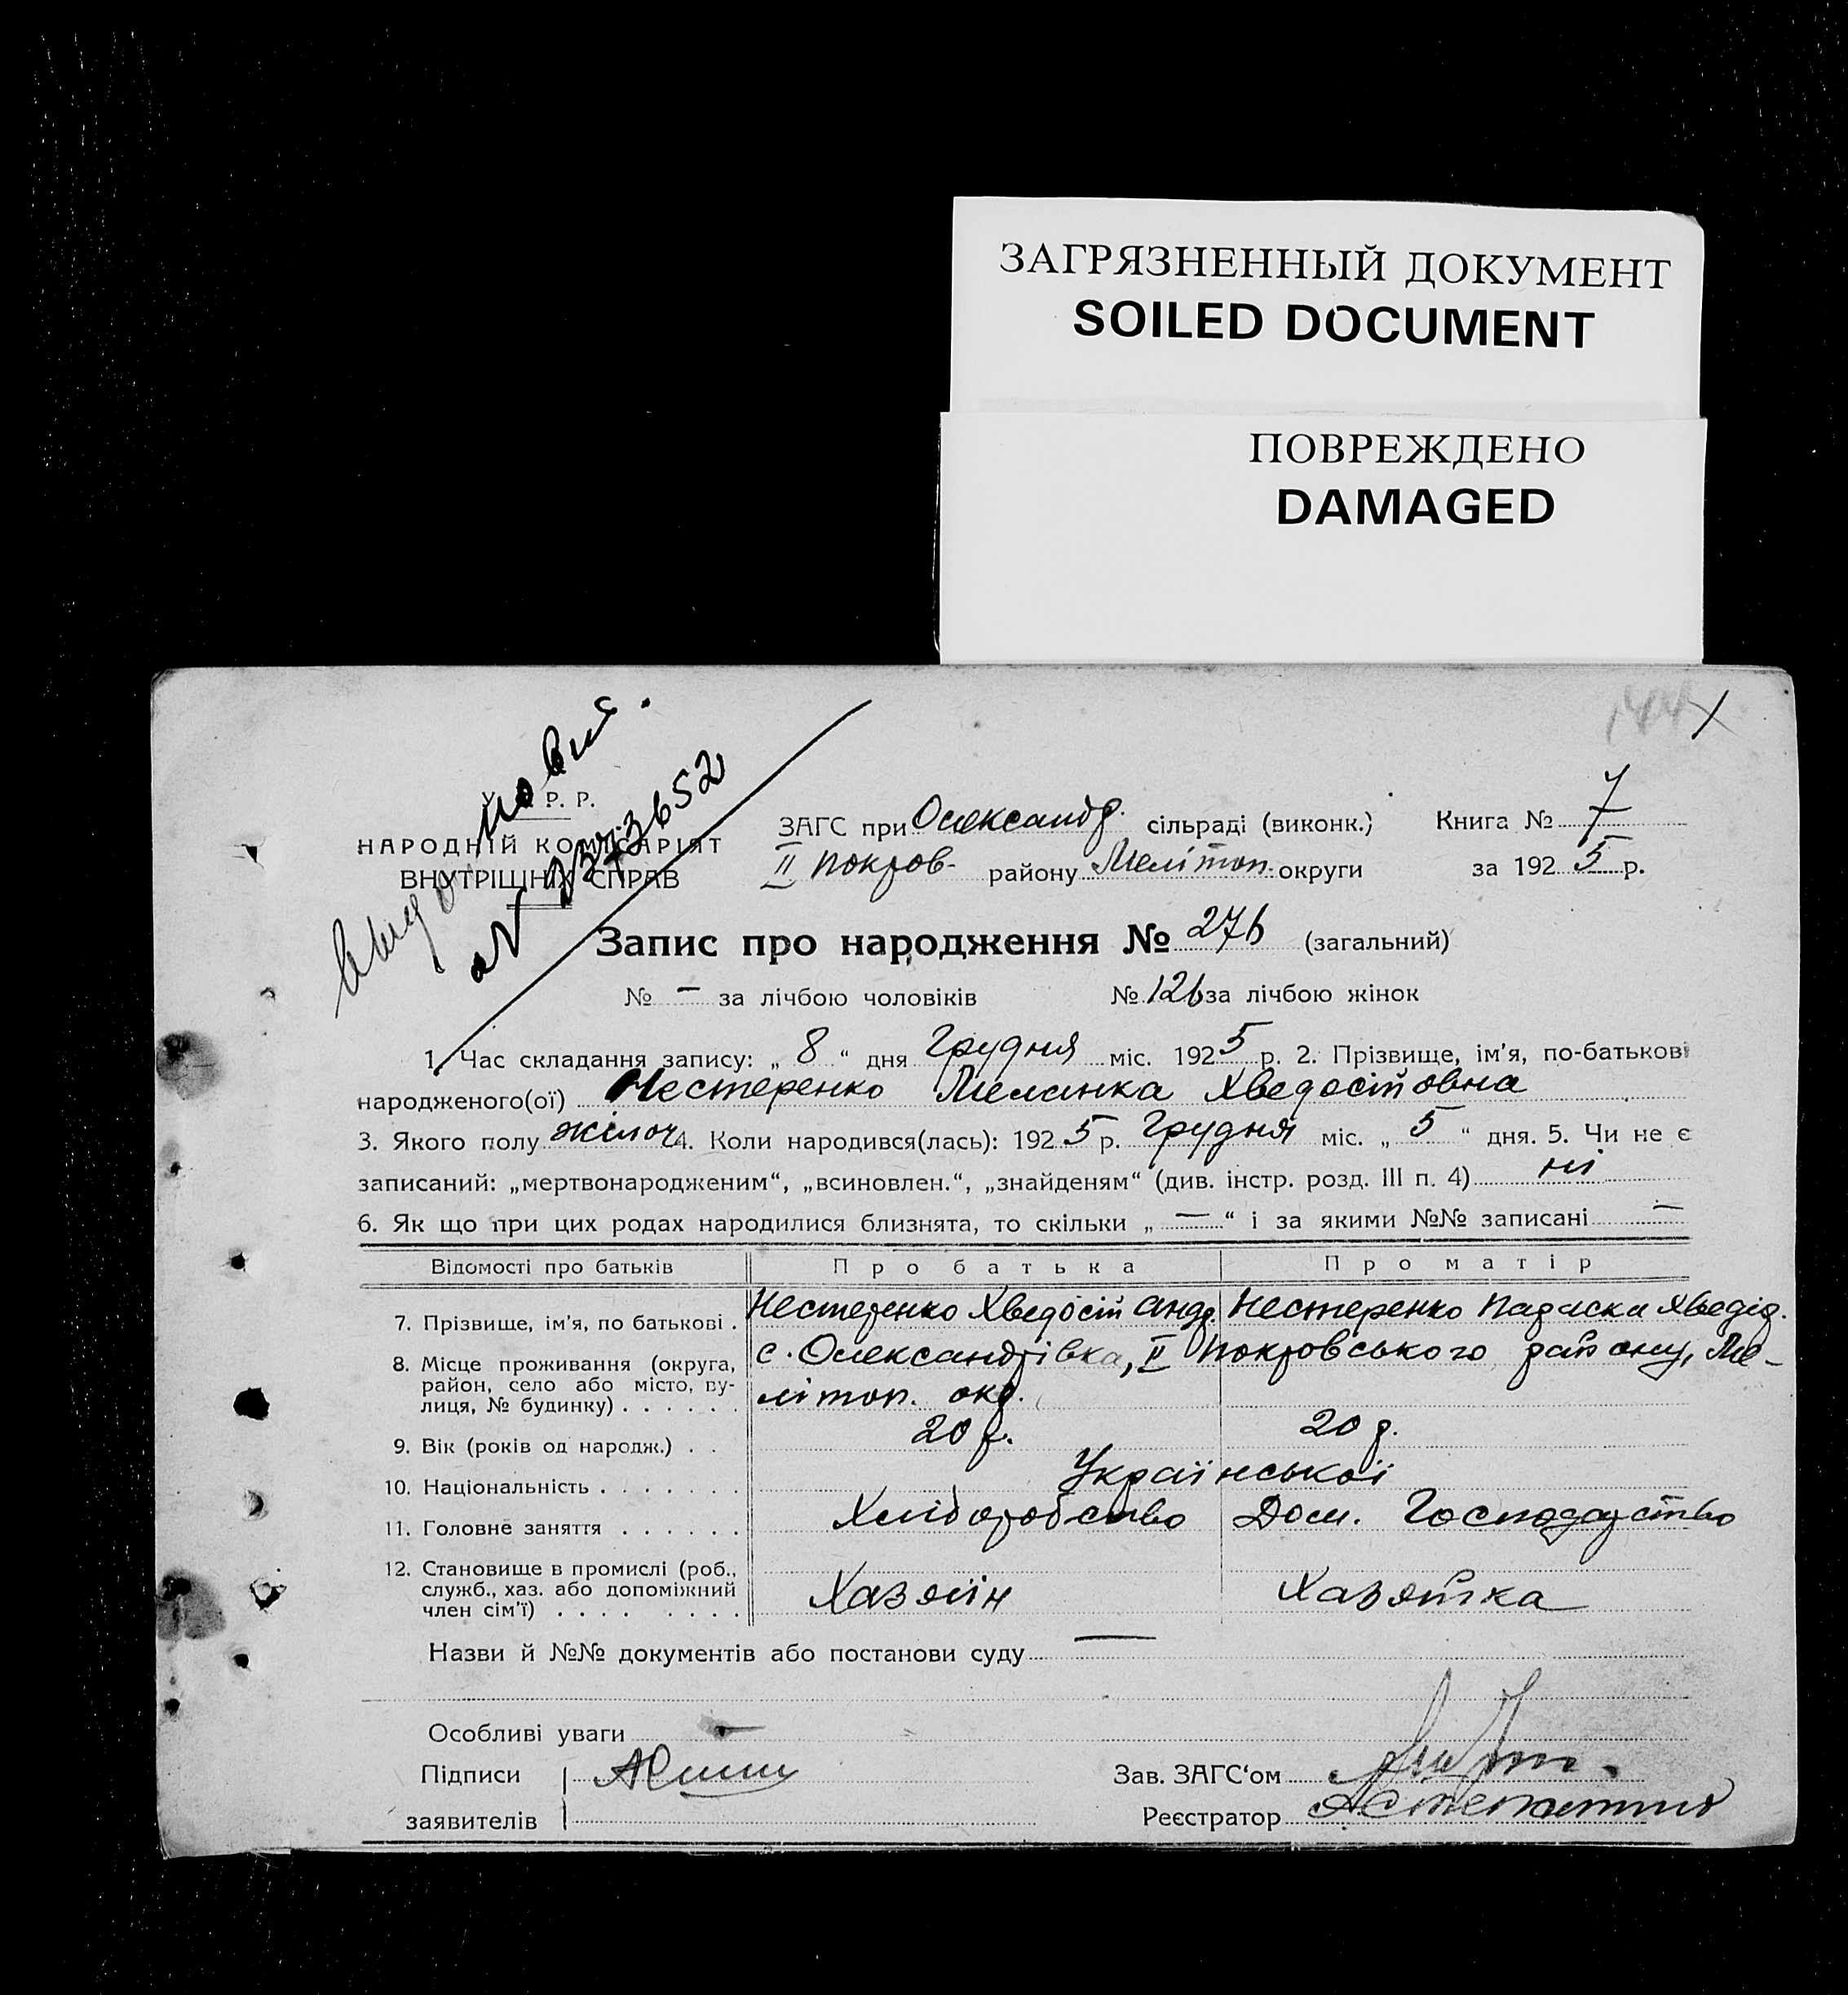 ЗАГРЯЗНЕННЫЙ ДОКУМЕНТ
SOILED DOCUMENT
ПОВРЕЖДЕНО
DAMAGED
144
У. Р. Р.
НАРОДНІЙ КОМІСАРІЯТ
ВНУТРІШНІХ СПРАВ
новий.
№ 373652
ЗАГС при Олександр. сільраді (виконк.) Книга № 7
II Покров- району Мелітоп. округи за 1925 р.
Запис про народження № 276 (загальний)
№ — за лічбою чоловіків № 126 за лічбою жінок
1. Час складання запису: „ 8 “ дня Грудня міс. 1925 р. 2. Прізвище, ім'я, по-батькові
народженого(ої) Нестеренко Меланка Хведостовна
3. Якого полу жіноч 4. Коли народився(лась): 1925 р. Грудня міс. „ 5 “ дня. 5. Чи не є
записаний: „мертвонародженим“, „всиновлен.“, „знайденям“ (див. інстр. розд. III п. 4) ні
6. Як що при цих родах народилися близнята, то скільки „ — “ і за якими №№ записані —
Відомості про батьків Про батька Про матір
7. Прізвище, ім'я, по батькові . Нестеренко Хведосій Андр. Нестеренко Параска Хведід.
8. Місце проживання (округа, район, село або місто, вулиця, № будинку) . . . . . . с. Олександрівка, II Покровського району, Ме-
літоп. окр.
9. Вік (років од народж.) . . 20 р. 20 р.
10. Національність . . . . . . . Української
11. Головне заняття . . . . . . Хліборобство Дом. Господарство
12. Становище в промислі (роб., служб., хаз. або допоміжний член сім'ї) . . . . . . . . Хазяїн Хазяйка
Назви й №№ документів або постанови суду —
Особливі уваги —
Підписи
Зав. ЗАГС‘ом
заявителів
Реєстратор